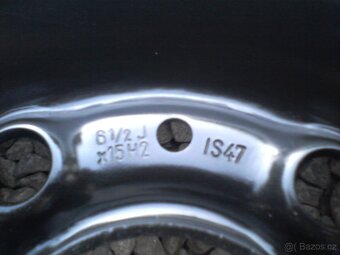 6 1/2 J
x15H2
IS47
© bazos.cz